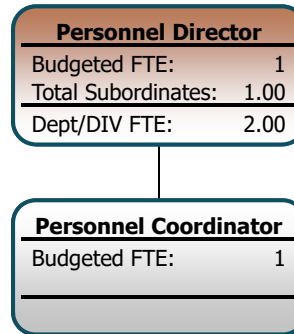 Personnel Director
Budgeted FTE: 1
Total Subordinates: 1.00
Dept/DIV FTE: 2.00
Personnel Coordinator
Budgeted FTE: 1